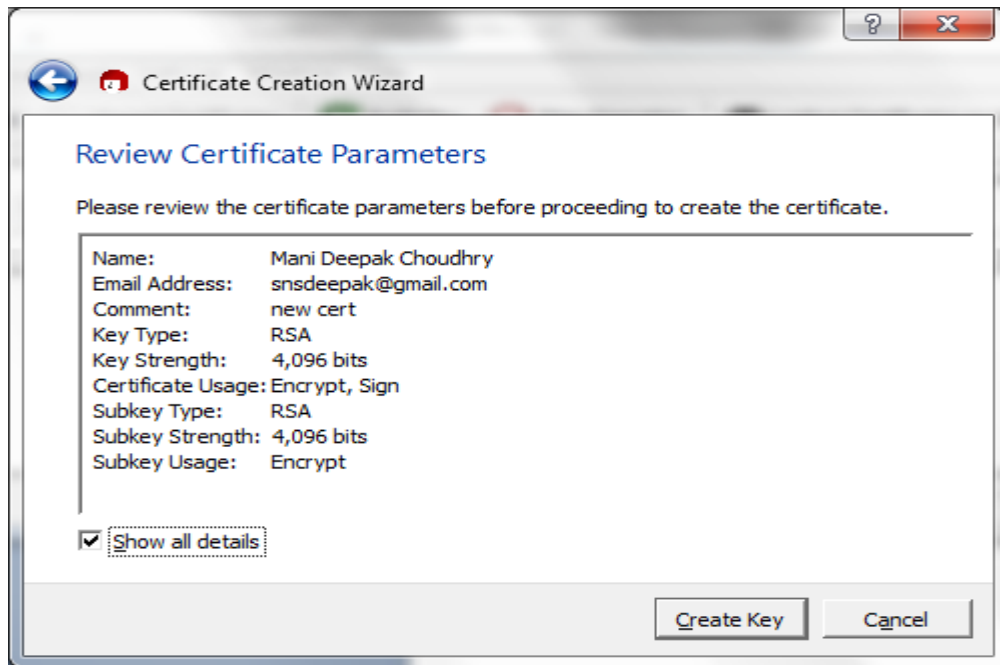 ?
Certificate Creation Wizard
Review Certificate Parameters
Please review the certificate parameters before proceeding to create the certificate.
Name: Mani Deepak Choudhry
Email Address: snsdeepak@gmail.com
Comment: new cert
Key Type: RSA
Key Strength: 4,096 bits
Certificate Usage: Encrypt, Sign
Subkey Type: RSA
Subkey Strength: 4,096 bits
Subkey Usage: Encrypt
Show all details
Create Key Cancel